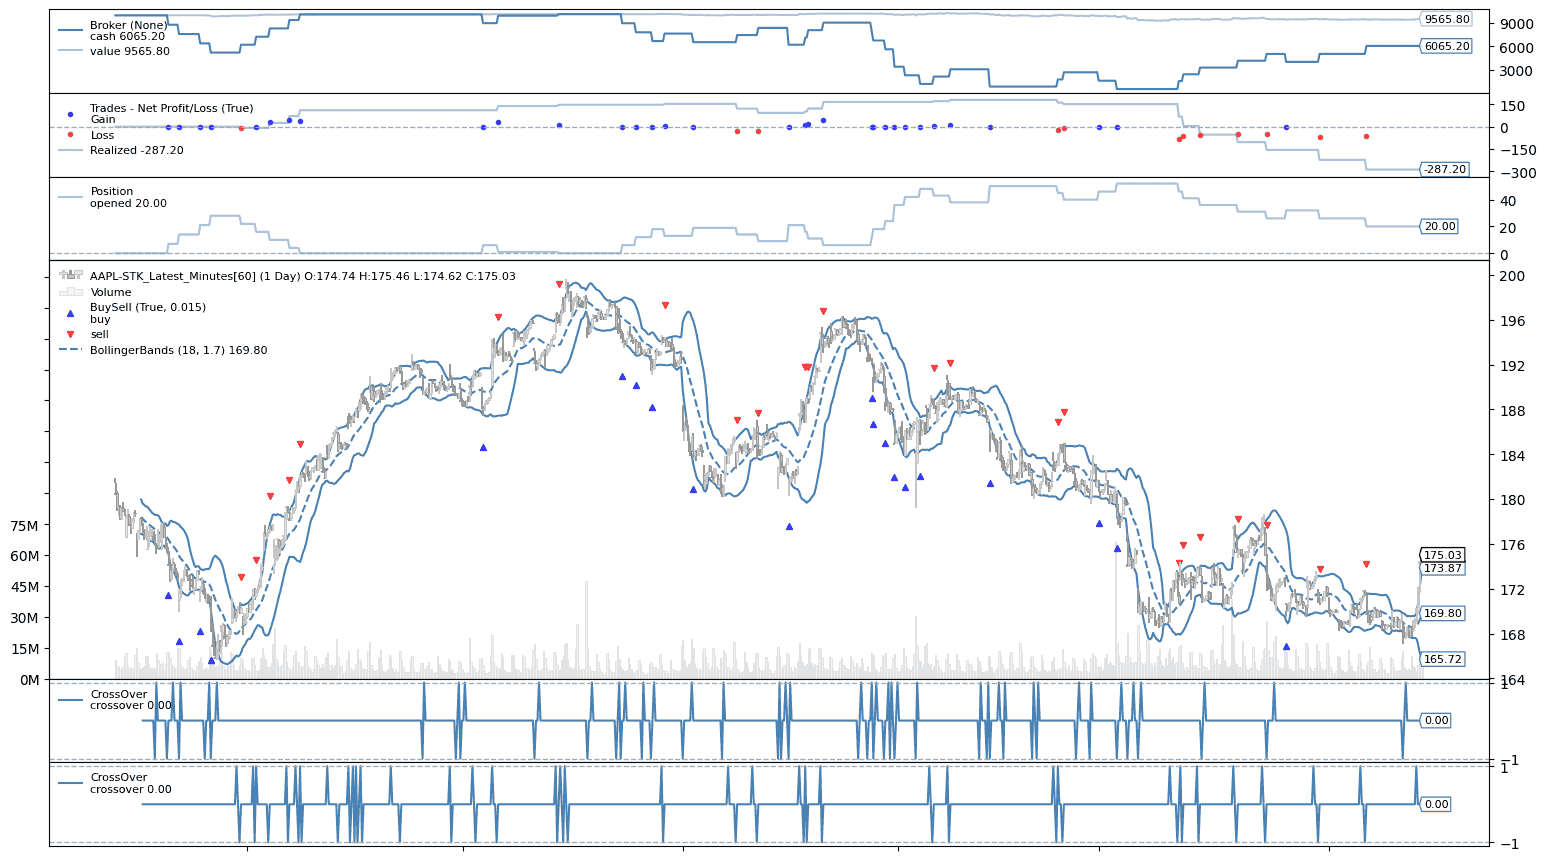 Broker (None)
cash 6065.20
value 9565.80
9565.80
9000
6065.20
6000
3000
Trades - Net Profit/Loss (True)
Gain
Loss
Realized -287.20
150
0
−150
-287.20
−300
Position
opened 20.00
40
20.00
20
0
AAPL-STK_Latest_Minutes[60] (1 Day) O:174.74 H:175.46 L:174.62 C:175.03
Volume
BuySell (True, 0.015)
buy
sell
BollingerBands (18, 1.7) 169.80
200
196
192
188
184
180
176
175.03
173.87
172
169.80
168
165.72
164
75M
60M
45M
30M
15M
0M
CrossOver
crossover 0.00
1
0.00
−1
CrossOver
crossover 0.00
1
0.00
−1